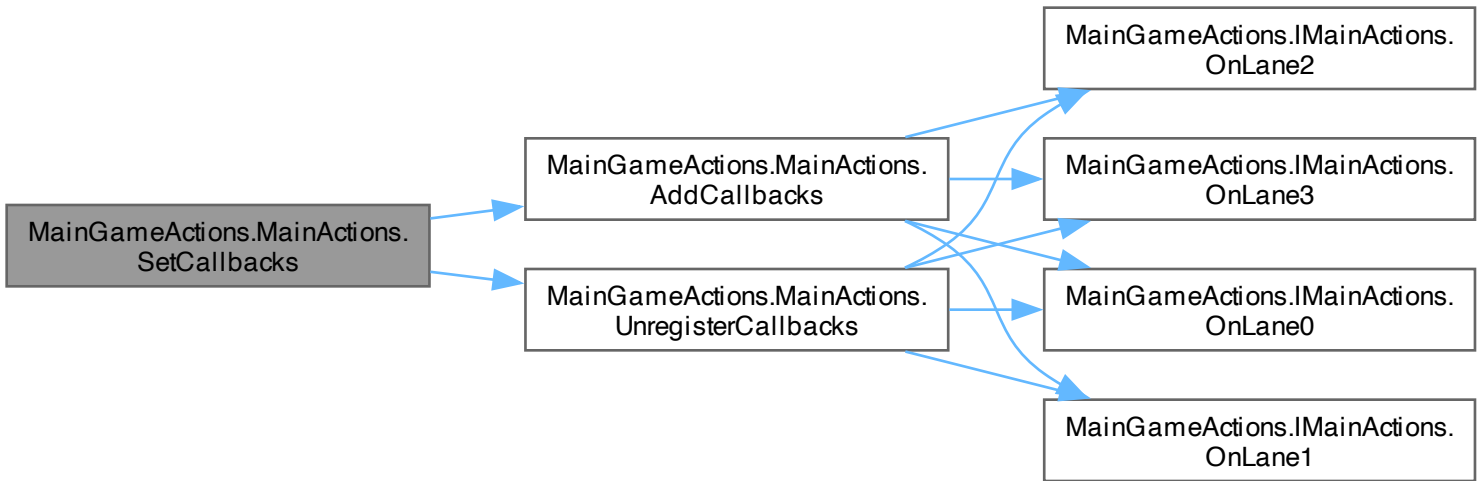 MainGameActions.MainActions.
SetCallbacks
MainGameActions.MainActions.
AddCallbacks
MainGameActions.MainActions.
UnregisterCallbacks
MainGameActions.IMainActions.
OnLane2
MainGameActions.IMainActions.
OnLane3
MainGameActions.IMainActions.
OnLane0
MainGameActions.IMainActions.
OnLane1